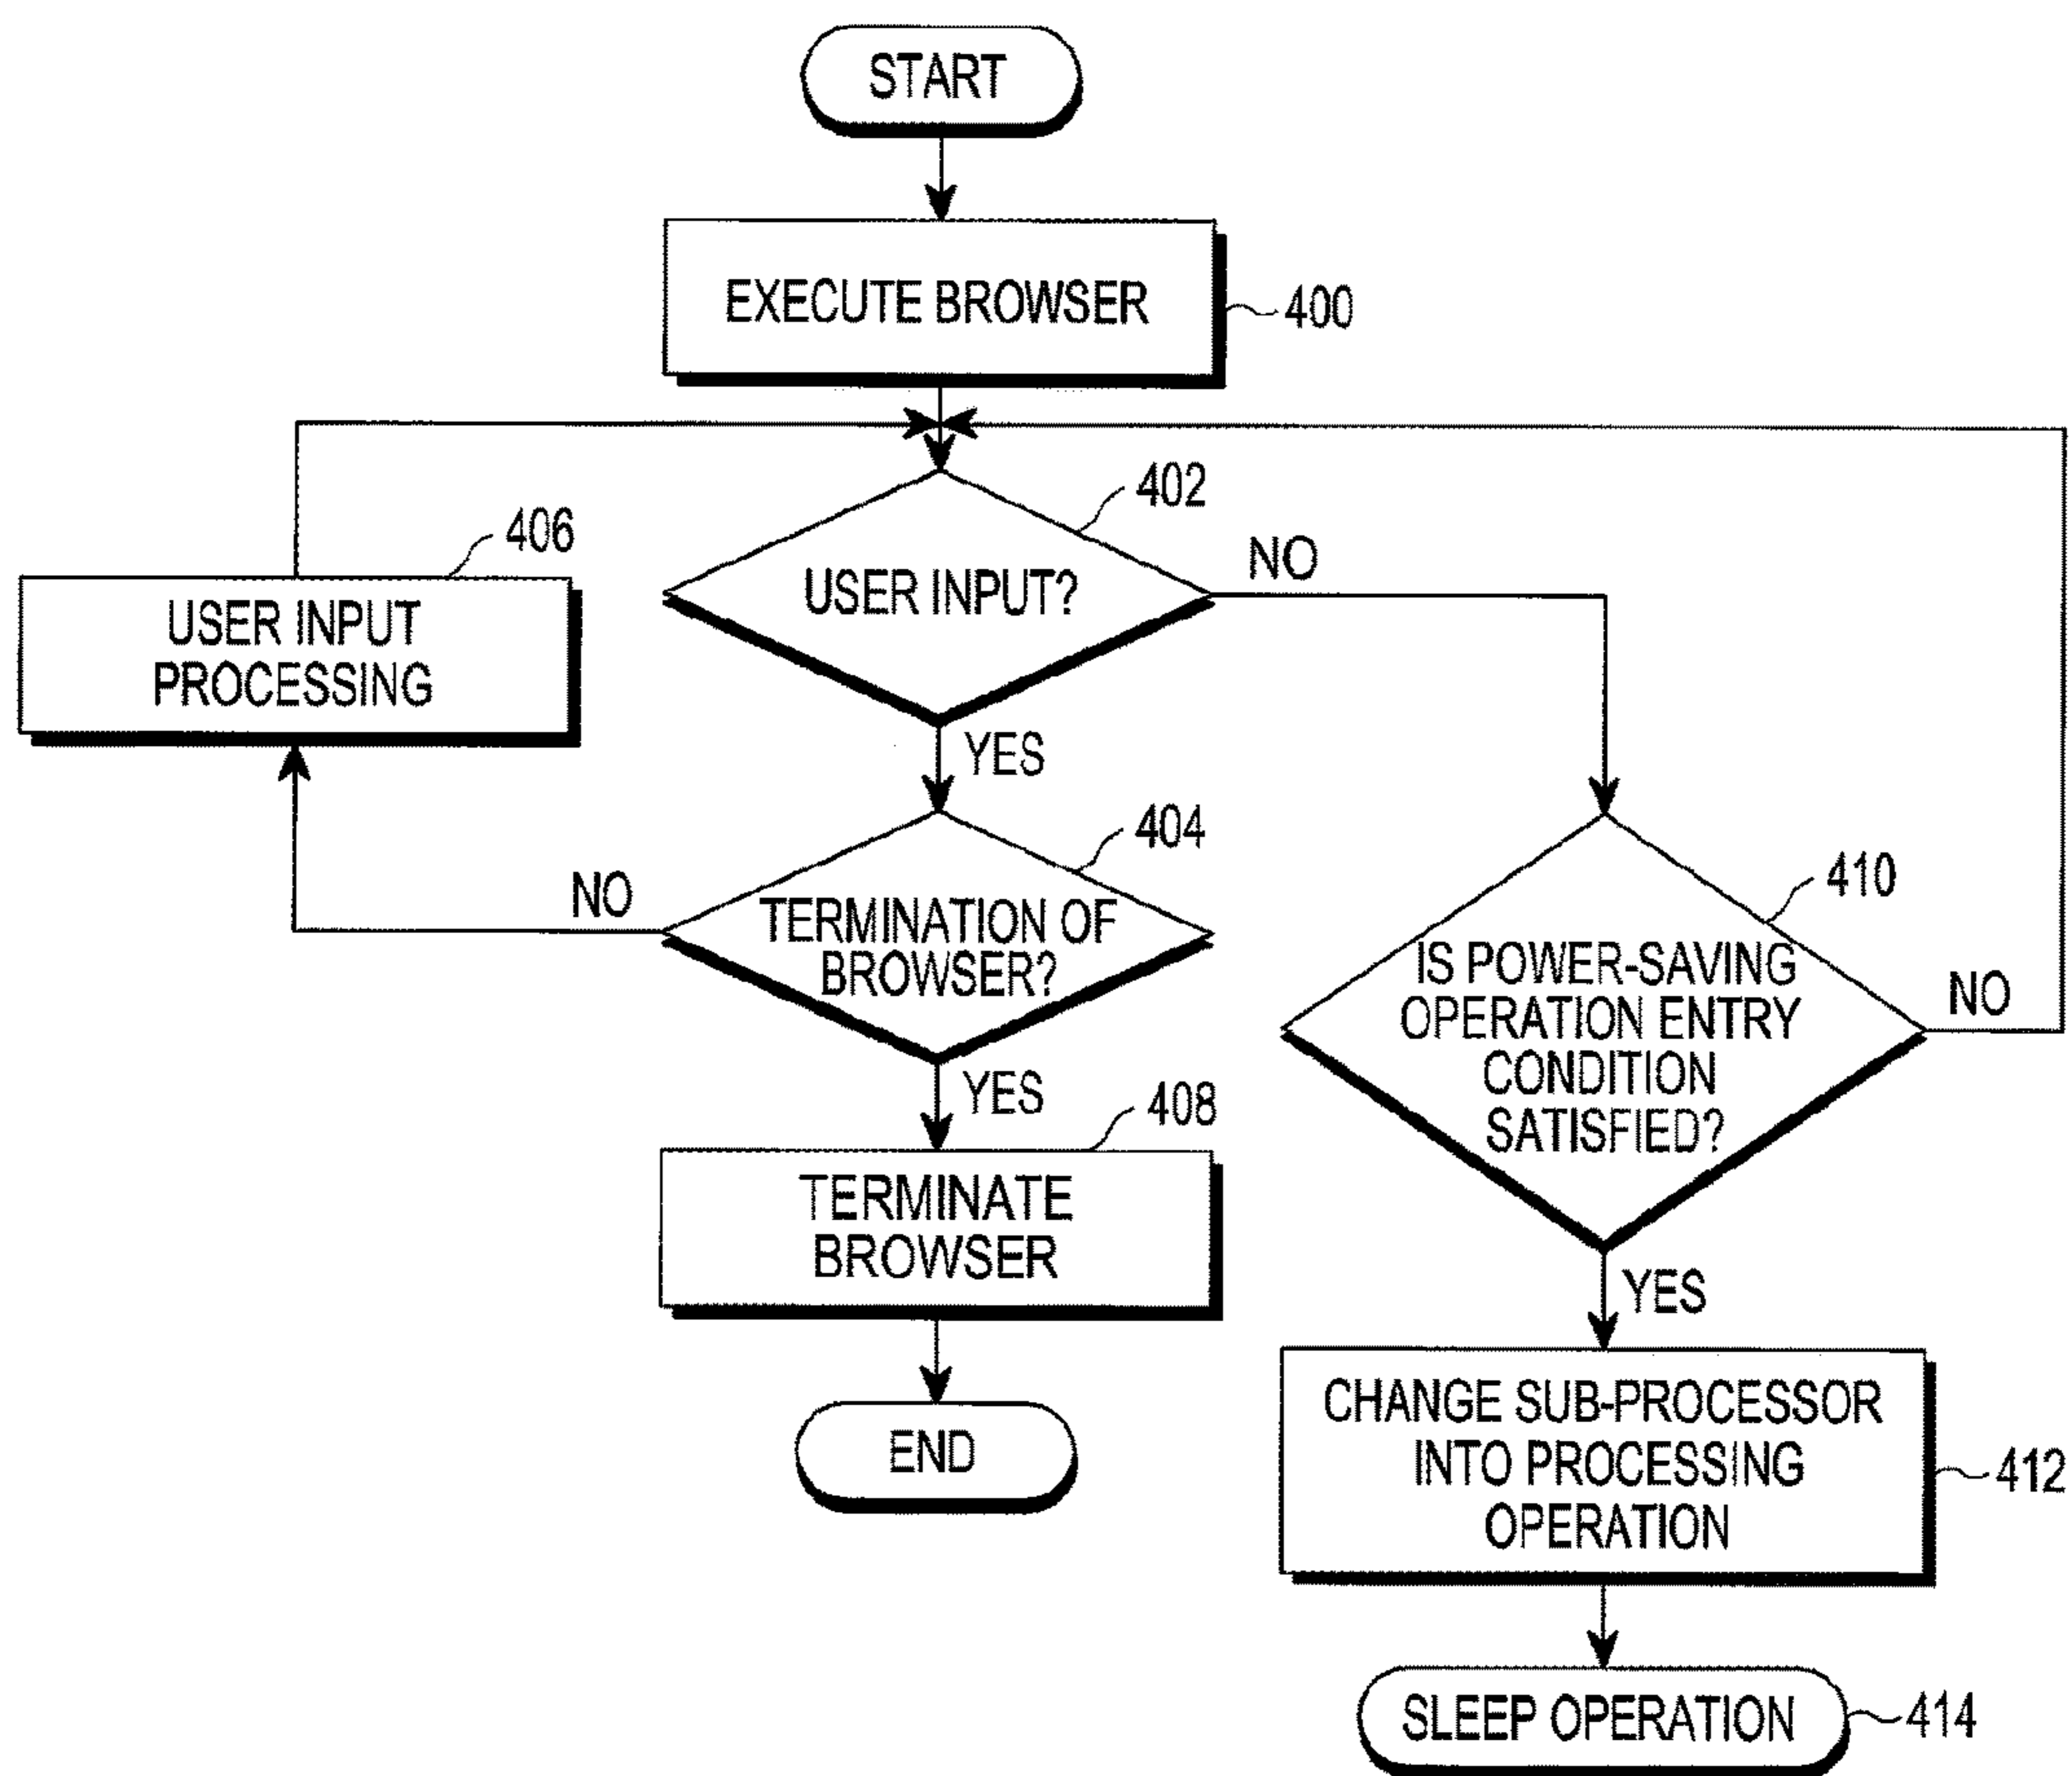 START
EXECUTE BROWSER
400
402
406
USER INPUT?
NO
USER INPUT
PROCESSING
YES
404
NO
TERMINATION OF
BROWSER?
410
IS POWER-SAVING
OPERATION ENTRY
CONDITION
SATISFIED?
NO
YES
408
TERMINATE
BROWSER
YES
END
CHANGE SUB-PROCESSOR
INTO PROCESSING
OPERATION
412
SLEEP OPERATION
414